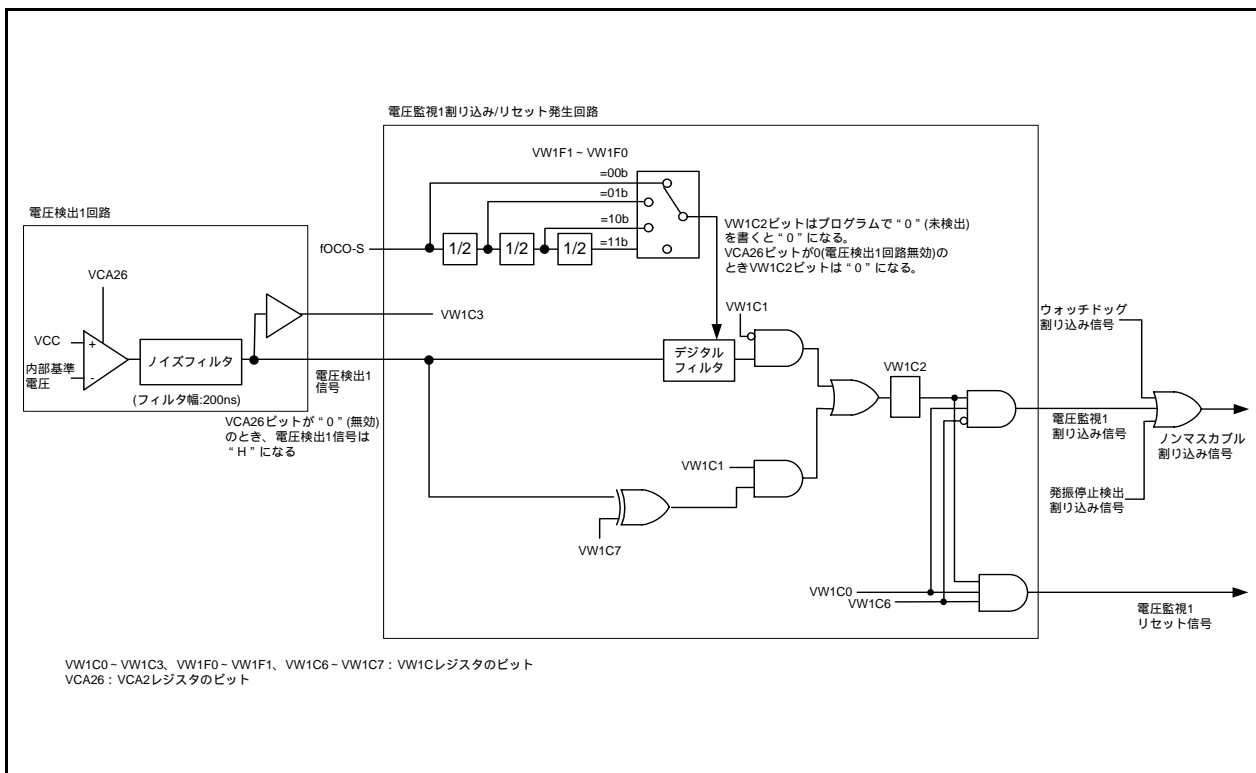 電圧監視1割り込み/リセット発生回路
VW1F1~VW1F0
=00b
=01b
=10b
=11b
fOCO-S
1/2
1/2
1/2
VW1C2ビットはプログラムで“0”(未検出)
を書くと“0”になる。
VCA26ビットが0(電圧検出1回路無効)の
ときVW1C2ビットは“0”になる。
電圧検出1回路
VCA26
VCC
+
内部基準
電圧
-
ノイズフィルタ
(フィルタ幅:200ns)
VW1C3
電圧検出1
信号
VCA26ビットが“0”(無効)
のとき、電圧検出1信号は
“H”になる
デジタル
フィルタ
VW1C1
VW1C2
VW1C1
VW1C7
VW1C0
VW1C6
ウォッチドッグ
割り込み信号
電圧監視1
割り込み信号
ノンマスカブル
割り込み信号
発振停止検出
割り込み信号
電圧監視1
リセット信号
VW1C0~VW1C3、VW1F0~VW1F1、VW1C6~VW1C7:VW1Cレジスタのビット
VCA26:VCA2レジスタのビット